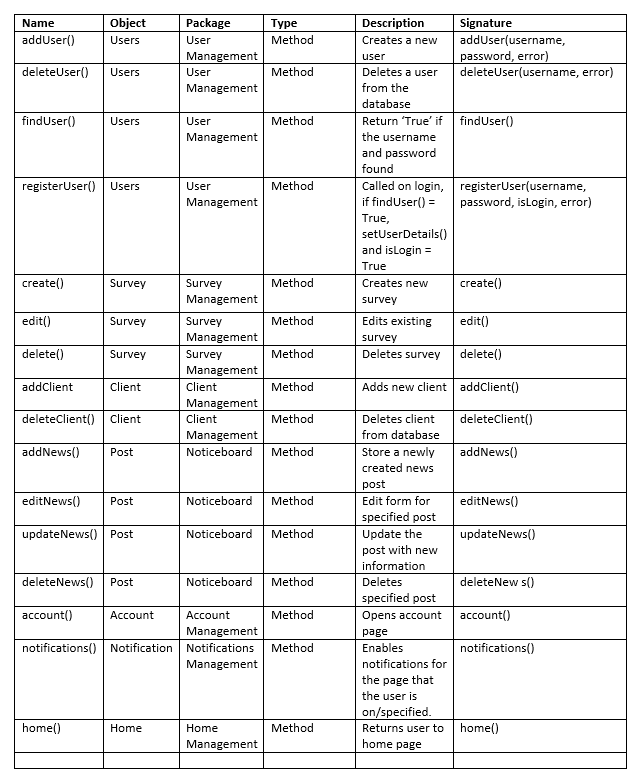 Name Object Package Type Description Signature
addUser() Users User Method Creates a new addUser(username,
Management user password, error)
deleteUser() Users User Method Deletes a user deleteUser(username, error)
Management from the
database
findUser() Users User Method Return ‘True’ if findUser()
Management the username
and password
found
registerUser() Users User Method Called on login, registerUser(username,
Management if findUser() = password, isLogin, error)
True,
setUserDetails()
and isLogin =
True
create() Survey Survey Method Creates new create()
Management survey
edit() Survey Survey Method Edits existing edit()
Management survey
delete() Survey Survey Method Deletes survey delete()
Management
addClient Client Client Method Adds new client addClient()
Management
deleteClient() Client Client Method Deletes client deleteClient()
Management from database
addNews() Post Noticeboard Method Store a newly addNews()
created news
post
editNews() Post Noticeboard Method Edit form for editNews()
specified post
updateNews() Post Noticeboard Method Update the updateNews()
post with new
information
deleteNews() Post Noticeboard Method Deletes deleteNew s()
specified post
account() Account Account Method Opens account account()
Management page
notifications() Notification Notifications Method Enables notifications()
Management notifications for
the page that
the user is
on/specified.
home() Home Home Method Returns user to home()
Management home page